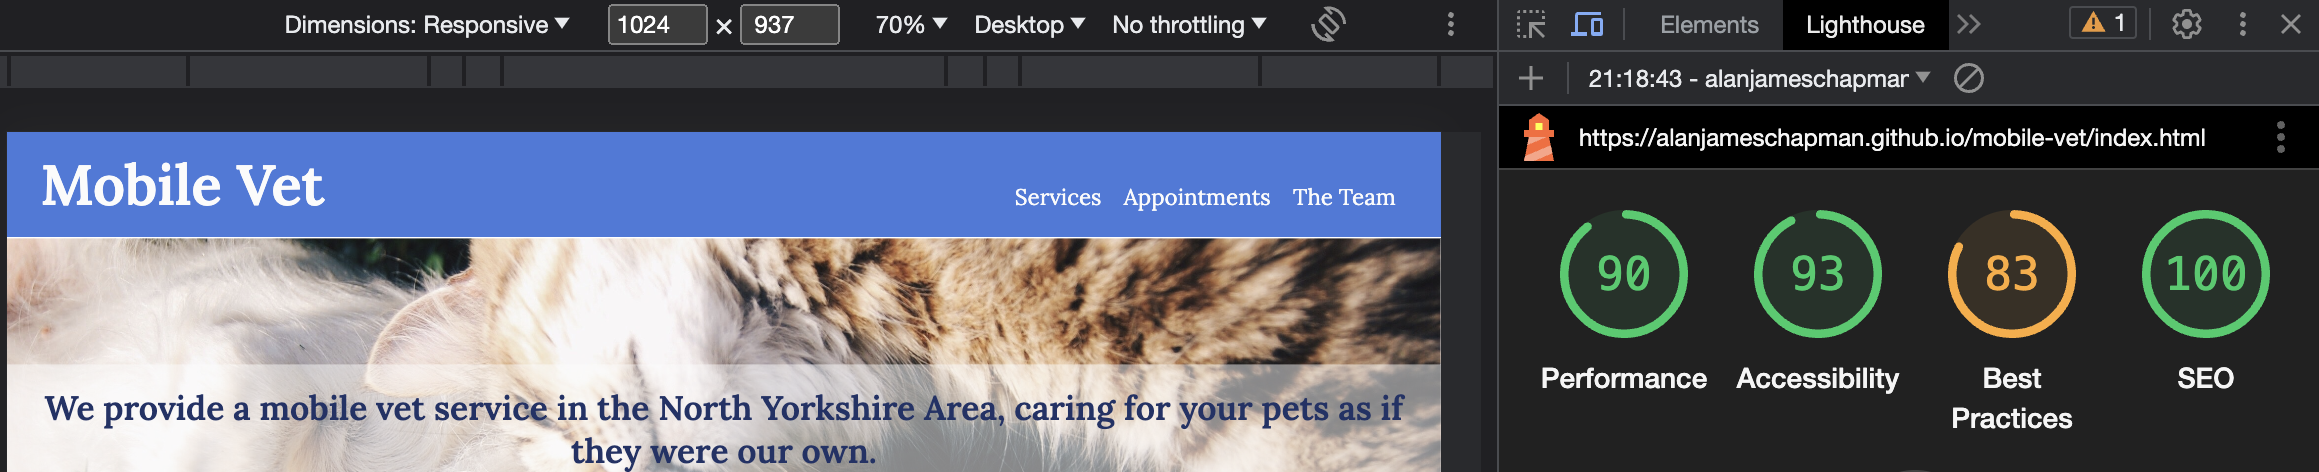 Dimensions: Responsive 1024 × 937 70% Desktop No throttling
Elements Lighthouse 1
21:18:43 - alanjameschapmar
https://alanjameschapman.github.io/mobile-vet/index.html
Mobile Vet
Services Appointments The Team
We provide a mobile vet service in the North Yorkshire Area, caring for your pets as if
they were our own.
90 93 83 100
Performance Accessibility Best SEO
Practices